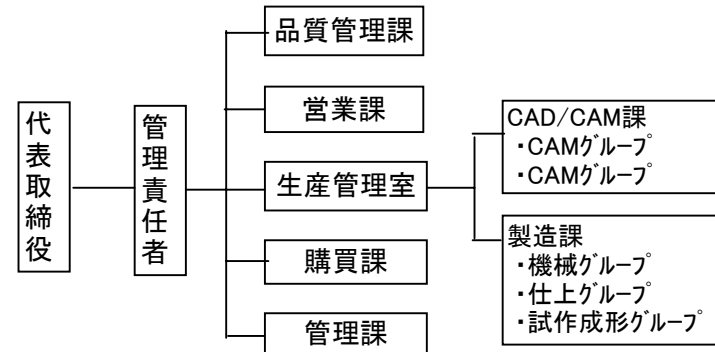 代表取締役
管理責任者
品質管理課
営業課
生産管理室
購買課
管理課
CAD/CAM課
・CAMｸﾞﾙｰﾌﾟ
・CAMｸﾞﾙｰﾌﾟ
製造課
・機械ｸﾞﾙｰﾌﾟ
・仕上ｸﾞﾙｰﾌﾟ
・試作成形ｸﾞﾙｰﾌﾟ